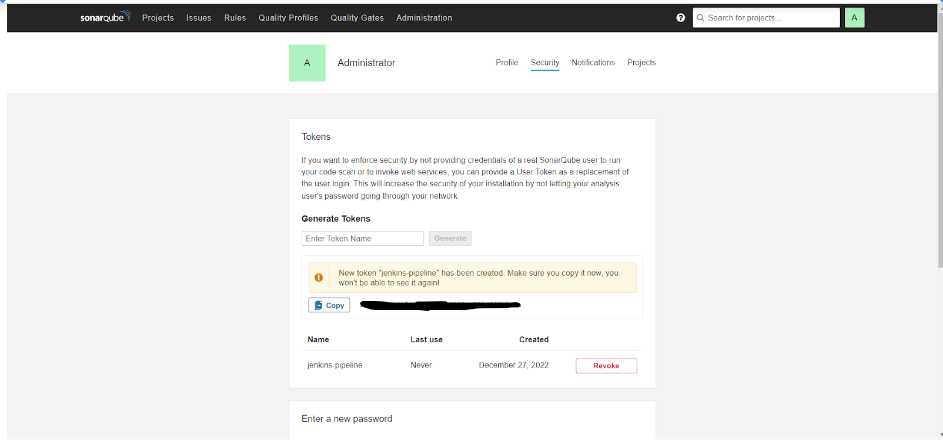 sonarqube Projects Issues Rules Quality Profiles Quality Gates Administration ? Search for projects... A
A Administrator Profile Security Notifications Projects
Tokens
If you want to enforce security by not providing credentials of a real SonarQube user to run
your code scan or to invoke web services, you can provide a User Token as a replacement of
the user login. This will increase the security of your installation by not letting your analysis
user's password going through your network.
Generate Tokens
Enter Token Name Generate
New token "jenkins-pipeline" has been created. Make sure you copy it now, you
won't be able to see it again!
Copy
Name Last use Created
jenkins-pipeline Never December 27, 2022 Revoke
Enter a new password